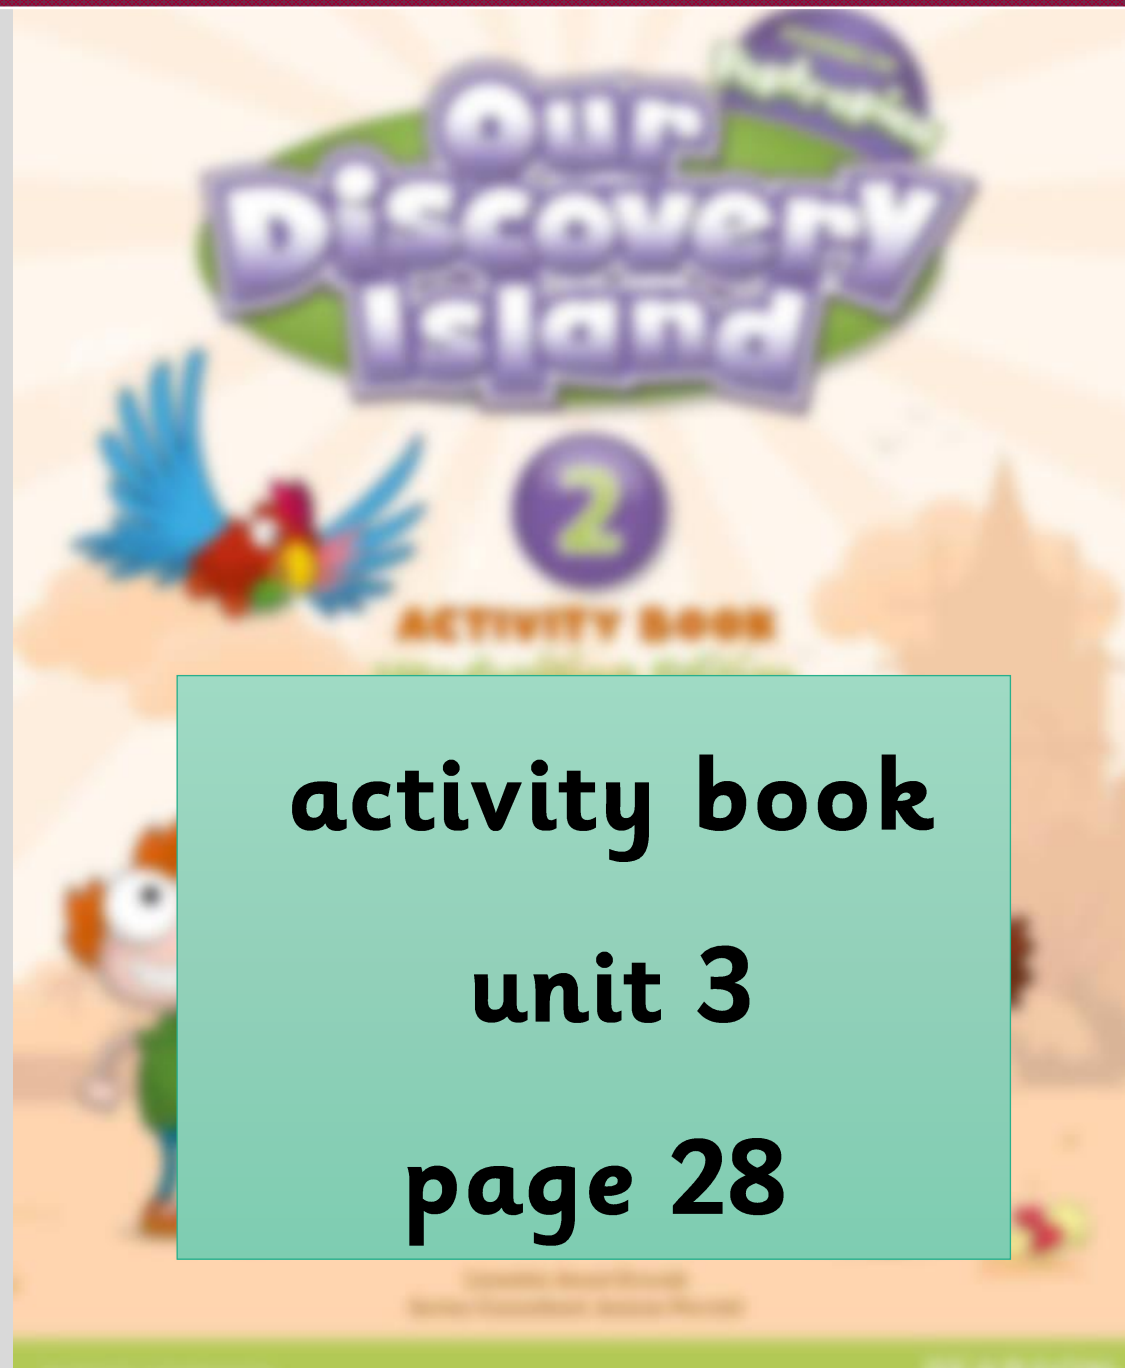 Our
Discovery
Island
2
ACTIVITY BOOK
activity book
unit 3
page 28